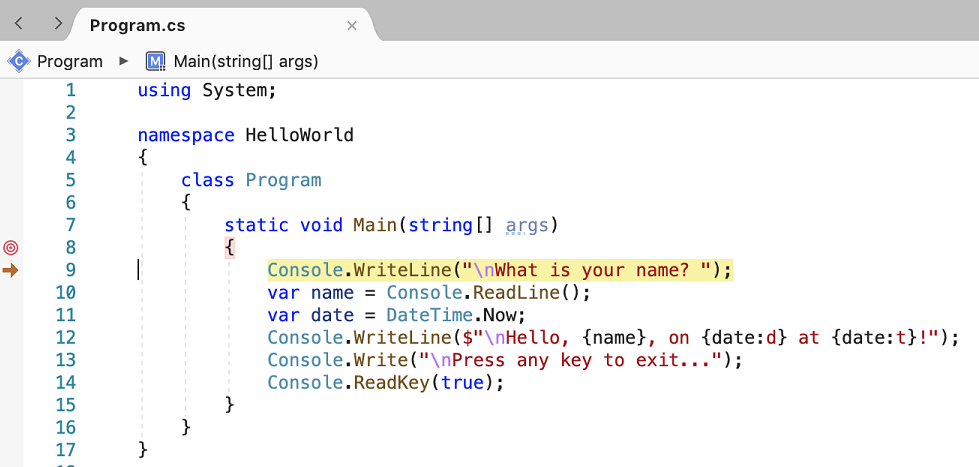 Program.cs
Program ▶ Main(string[] args)
1 using System;
2
3 namespace HelloWorld
4 {
5 class Program
6 {
7 static void Main(string[] args)
8 {
9 Console.WriteLine("\nWhat is your name? ");
10 var name = Console.ReadLine();
11 var date = DateTime.Now;
12 Console.WriteLine($"\nHello, {name}, on {date:d} at {date:t}!");
13 Console.Write("\nPress any key to exit...");
14 Console.ReadKey(true);
15 }
16 }
17 }